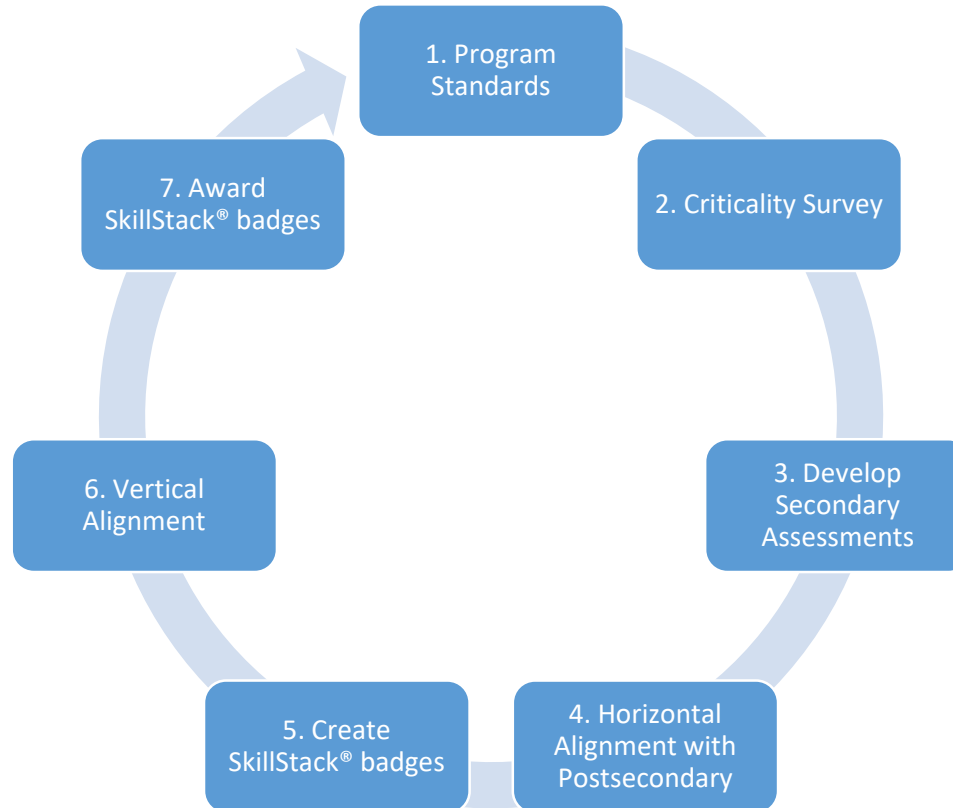 1. Program
Standards
2. Criticality Survey
3. Develop
Secondary
Assessments
4. Horizontal
Alignment with
Postsecondary
5. Create
SkillStack® badges
6. Vertical
Alignment
7. Award
SkillStack® badges